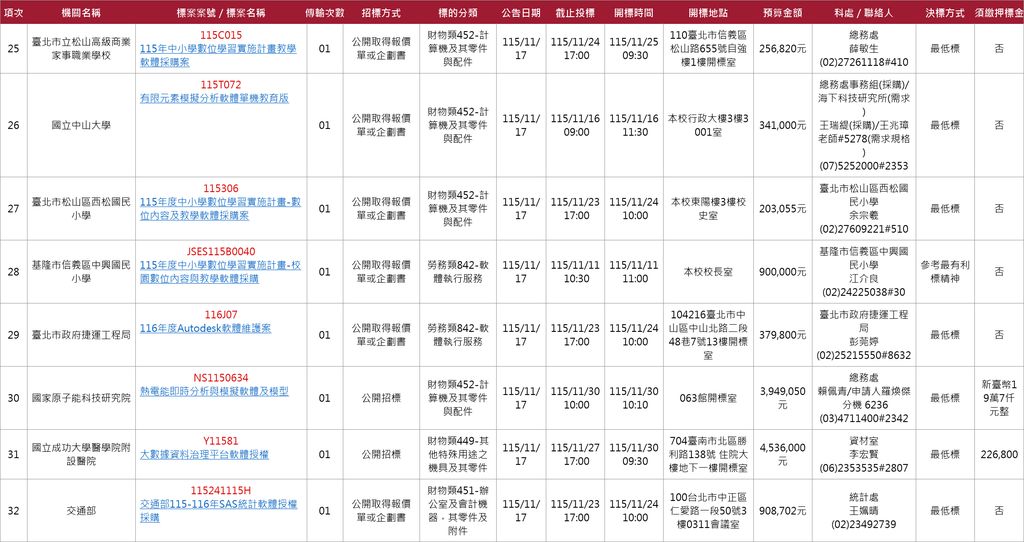 項次 機關名稱 標案案號 / 標案名稱 傳輸次數 招標方式 標的分類 公告日期 截止投標 開標時間 開標地點 預算金額 科處 / 聯絡人 決標方式 須繳押標金
25
臺北市立松山高級商業
家事職業學校
115C015
115年中小學數位學習實施計畫教學
軟體採購案
01
公開取得報價
單或企劃書
財物類452-計
算機及其零件
與配件
115/11/
17
115/11/24
17:00
115/11/25
09:30
110臺北市信義區
松山路655號自強
樓1樓開標室
256,820元
總務處
薛敏生
(02)27261118#410
最低標
否
26
國立中山大學
115T072
有限元素模擬分析軟體單機教育版
01
公開取得報價
單或企劃書
財物類452-計
算機及其零件
與配件
115/11/
17
115/11/16
09:00
115/11/16
11:30
本校行政大樓3樓3
001室
341,000元
總務處事務組(採購)/
海下科技研究所(需求
)
王瑞緹(採購)/王兆璋
老師#5278(需求規格
)
(07)5252000#2353
最低標
否
27
臺北市松山區西松國民
小學
115306
115年度中小學數位學習實施計畫-數
位內容及教學軟體採購案
01
公開取得報價
單或企劃書
財物類452-計
算機及其零件
與配件
115/11/
17
115/11/23
17:00
115/11/24
10:00
本校東陽樓3樓校
史室
203,055元
臺北市松山區西松國
民小學
余宗羲
(02)27609221#510
最低標
否
28
基隆市信義區中興國民
小學
JSES115B0040
115年度中小學數位學習實施計畫-校
園數位內容與教學軟體採購
01
公開取得報價
單或企劃書
勞務類842-軟
體執行服務
115/11/
17
115/11/11
10:30
115/11/11
11:00
本校校長室
900,000元
基隆市信義區中興國
民小學
江介良
(02)24225038#30
參考最有利
標精神
否
29
臺北市政府捷運工程局
116J07
116年度Autodesk軟體維護案
01
公開取得報價
單或企劃書
勞務類842-軟
體執行服務
115/11/
17
115/11/23
17:00
115/11/24
10:00
104216臺北市中
山區中山北路二段
48巷7號13樓開標
室
379,800元
臺北市政府捷運工程
局
彭菀婷
(02)25215550#8632
最低標
否
30
國家原子能科技研究院
NS1150634
熱電能即時分析與模擬軟體及模型
01
公開招標
財物類452-計
算機及其零件
與配件
115/11/
17
115/11/30
10:00
115/11/30
10:10
063館開標室
3,949,050
元
總務處
賴佩青/申請人羅煥傑
分機 6236
(03)4711400#2342
最低標
新臺幣1
9萬7仟
元整
31
國立成功大學醫學院附
設醫院
Y11581
大數據資料治理平台軟體授權
01
公開招標
財物類449-其
他特殊用途之
機具及其零件
115/11/
17
115/11/27
17:00
115/11/30
09:30
704臺南市北區勝
利路138號 住院大
樓地下一樓開標室
4,536,000
元
資材室
李宏賢
(06)2353535#2807
最低標
226,800
32
交通部
115241115H
交通部115-116年SAS統計軟體授權
採購
01
公開取得報價
單或企劃書
財物類451-辦
公室及會計機
器，其零件及
附件
115/11/
17
115/11/23
17:00
115/11/24
10:00
100台北市中正區
仁愛路一段50號3
樓0311會議室
908,702元
統計處
王姵晴
(02)23492739
最低標
否